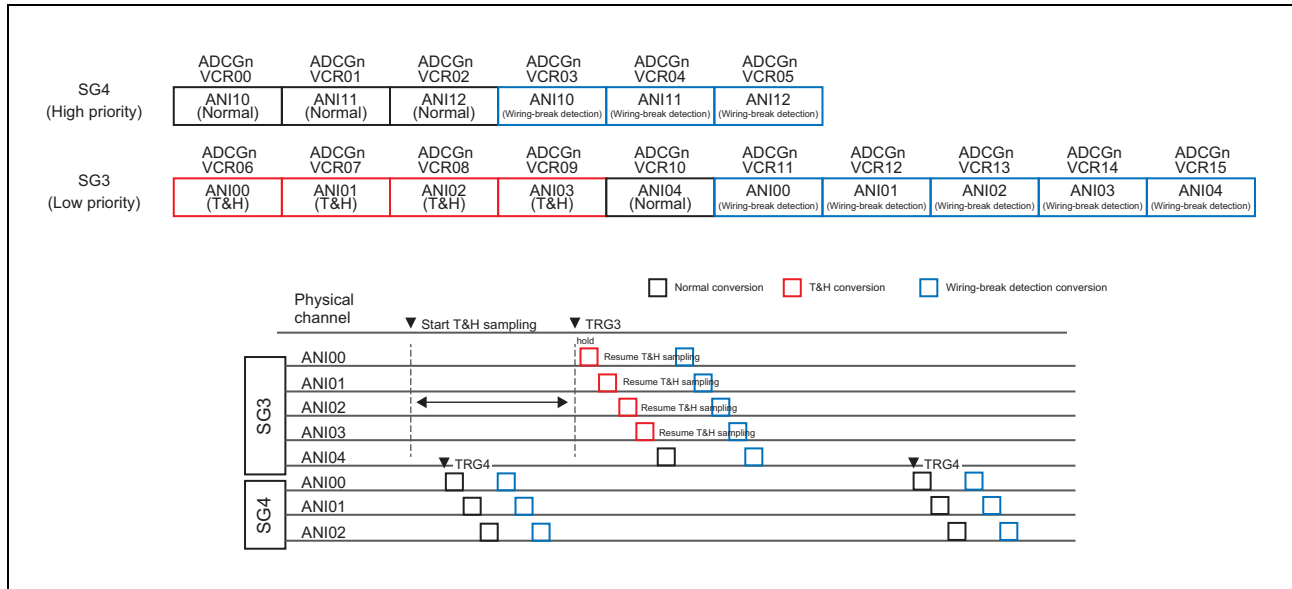 ADCGn ADCGn ADCGn ADCGn ADCGn ADCGn
VCR00 VCR01 VCR02 VCR03 VCR04 VCR05
SG4
(High priority)
ANI10 ANI11 ANI12 ANI10 ANI11 ANI12
(Normal) (Normal) (Normal) (Wiring-break detection) (Wiring-break detection) (Wiring-break detection)
ADCGn ADCGn ADCGn ADCGn ADCGn ADCGn ADCGn ADCGn ADCGn ADCGn
VCR06 VCR07 VCR08 VCR09 VCR10 VCR11 VCR12 VCR13 VCR14 VCR15
SG3
(Low priority)
ANI00 ANI01 ANI02 ANI03 ANI04 ANI00 ANI01 ANI02 ANI03 ANI04
(T&H) (T&H) (T&H) (T&H) (Normal) (Wiring-break detection) (Wiring-break detection) (Wiring-break detection) (Wiring-break detection) (Wiring-break detection)
Normal conversion T&H conversion Wiring-break detection conversion
Physical
channel
Start T&H sampling TRG3
hold
SG3
ANI00 Resume T&H sampling
ANI01 Resume T&H sampling
ANI02 Resume T&H sampling
ANI03 Resume T&H sampling
ANI04 TRG4 TRG4
SG4
ANI00
ANI01
ANI02